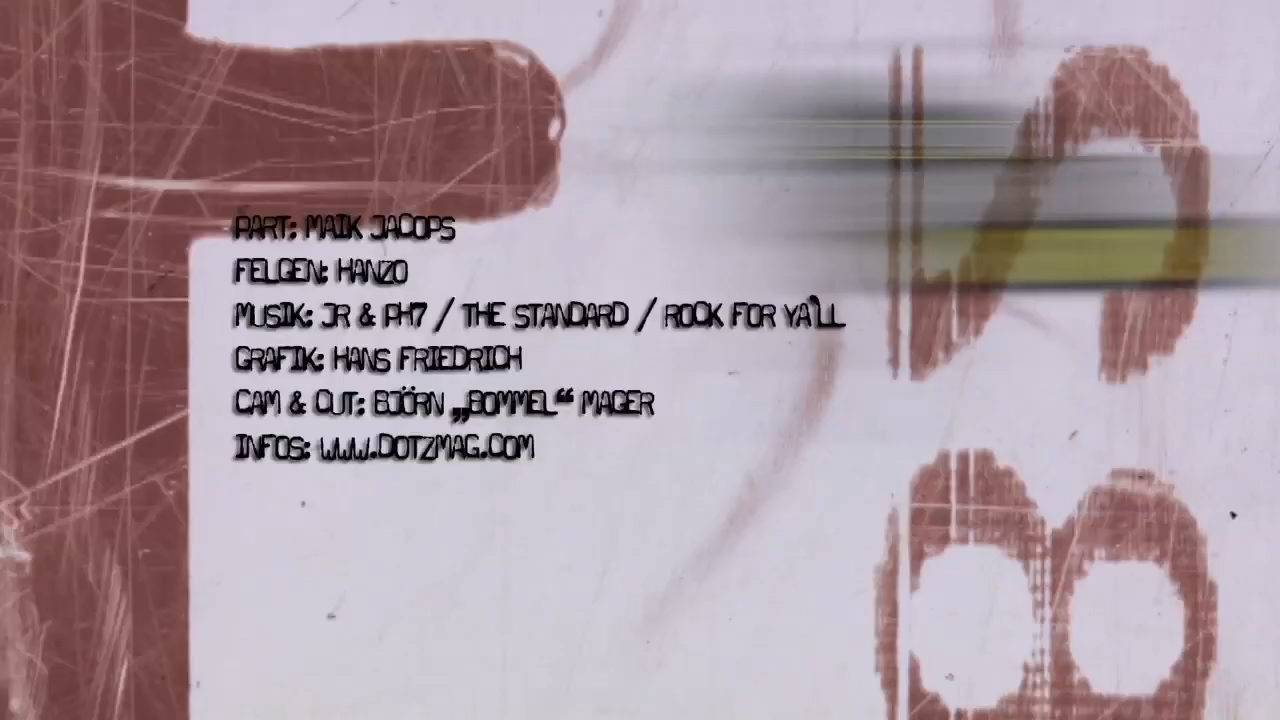 PART: MAIK JACOPS
FELGEN: HANZO
MUSIK: JR & PH7 / THE STANDARD / ROCK FOR YA'LL
GRAFIK: HANS FRIEDRICH
CAM & CUT: BJÖRN „BOMMEL“ MAGER
INFOS: WWW.DOTZMAG.COM